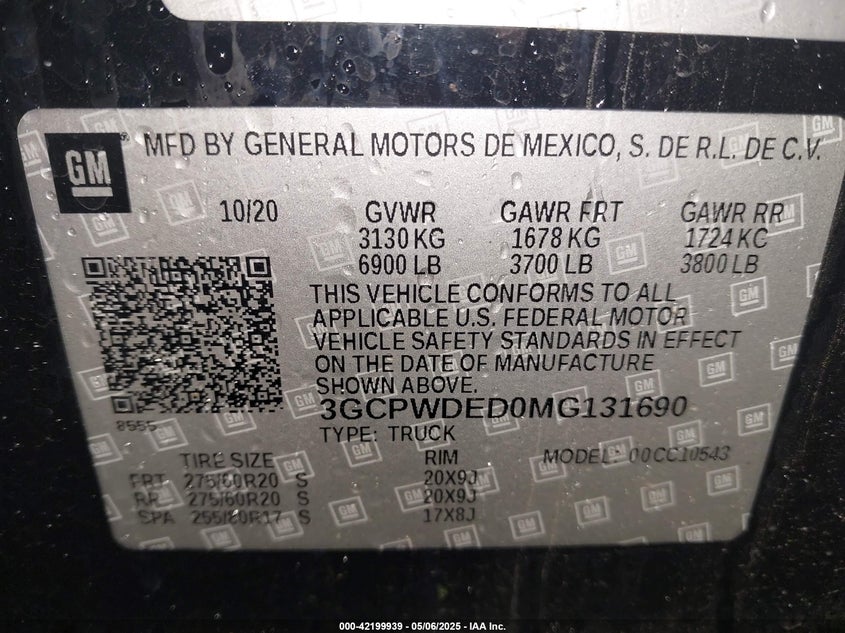 GM
MFD BY GENERAL MOTORS DE MEXICO, S. DE R.L. DE C.V.
10/20 GVWR GAWR FRT GAWR RR
3130 KG 1678 KG 1724 KG
6900 LB 3700 LB 3800 LB
THIS VEHICLE CONFORMS TO ALL
APPLICABLE U.S. FEDERAL MOTOR
VEHICLE SAFETY STANDARDS IN EFFECT
ON THE DATE OF MANUFACTURE
SHOWN ABOVE.
8555 3GCPWDED0MG131690
TYPE: TRUCK
TIRE SIZE RIM MODEL: 00CC10543
FRT 275/60R20 S 20X9J
RR 275/60R20 S 20X9J
SPA 255/80R17 S 17X8J
000-42199939 - 05/06/2025 - IAA Inc.